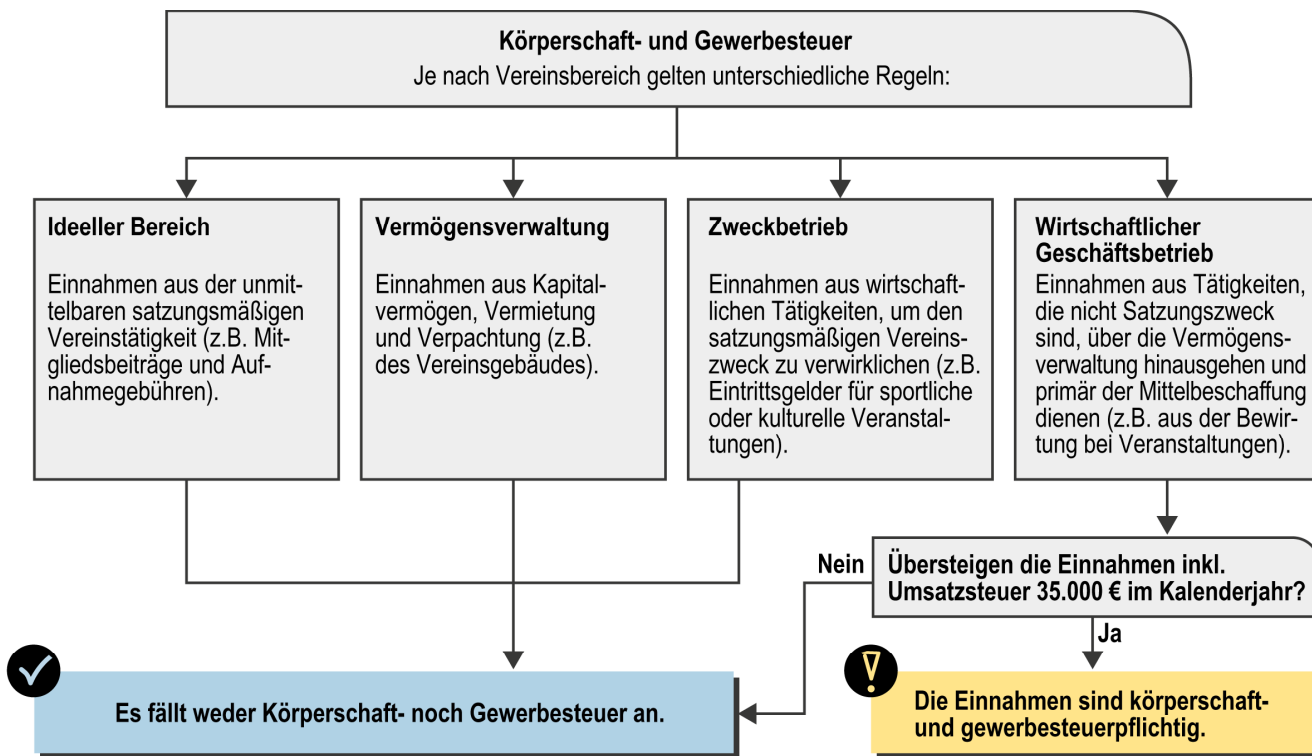 Körperschaft- und Gewerbesteuer
Je nach Vereinsbereich gelten unterschiedliche Regeln:
Ideeller Bereich
Einnahmen aus der unmit-
telbaren satzungsmäßigen
Vereinstätigkeit (z.B. Mit-
gliedsbeiträge und Auf-
nahmegebühren).
Vermögensverwaltung
Einnahmen aus Kapital-
vermögen, Vermietung
und Verpachtung (z.B.
des Vereinsgebäudes).
Zweckbetrieb
Einnahmen aus wirtschaft-
lichen Tätigkeiten, um den
satzungsmäßigen Vereins-
zweck zu verwirklichen (z.B.
Eintrittsgelder für sportliche
oder kulturelle Veranstal-
tungen).
Wirtschaftlicher
Geschäftsbetrieb
Einnahmen aus Tätigkeiten,
die nicht Satzungszweck
sind, über die Vermögens-
verwaltung hinausgehen und
primär der Mittelbeschaffung
dienen (z.B. aus der Bewir-
tung bei Veranstaltungen).
Nein
Übersteigen die Einnahmen inkl.
Umsatzsteuer 35.000 € im Kalenderjahr?
Ja
Es fällt weder Körperschaft- noch Gewerbesteuer an.
Die Einnahmen sind körperschaft-
und gewerbesteuerpflichtig.